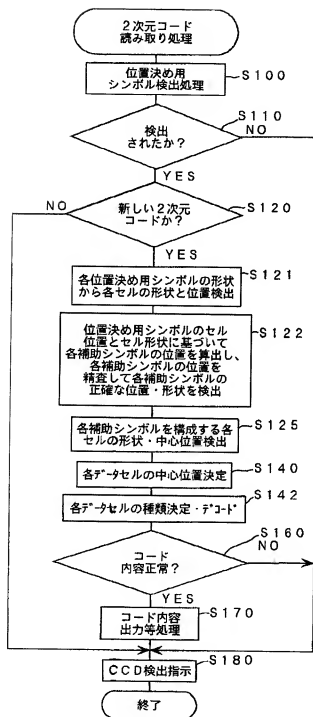 2次元コード
読み取り処理
位置決め用
シンボル検出処理
S100
検出
されたか?
S110
NO
YES
NO
新しい2次元
コードか?
S120
YES
各位置決め用シンボルの形状
から各セルの形状と位置検出
S121
位置決め用シンボルのセル
位置とセル形状に基づいて
各補助シンボルの位置を算出し、
各補助シンボルの位置を
精査して各補助シンボルの
正確な位置・形状を検出
S122
各補助シンボルを構成する各
セルの形状・中心位置検出
S125
各データセルの中心位置決定
S140
各データセルの種類決定・デコード
S142
コード
内容正常?
S160
NO
YES
コード内容
出力等処理
S170
CCD検出指示
S180
終了